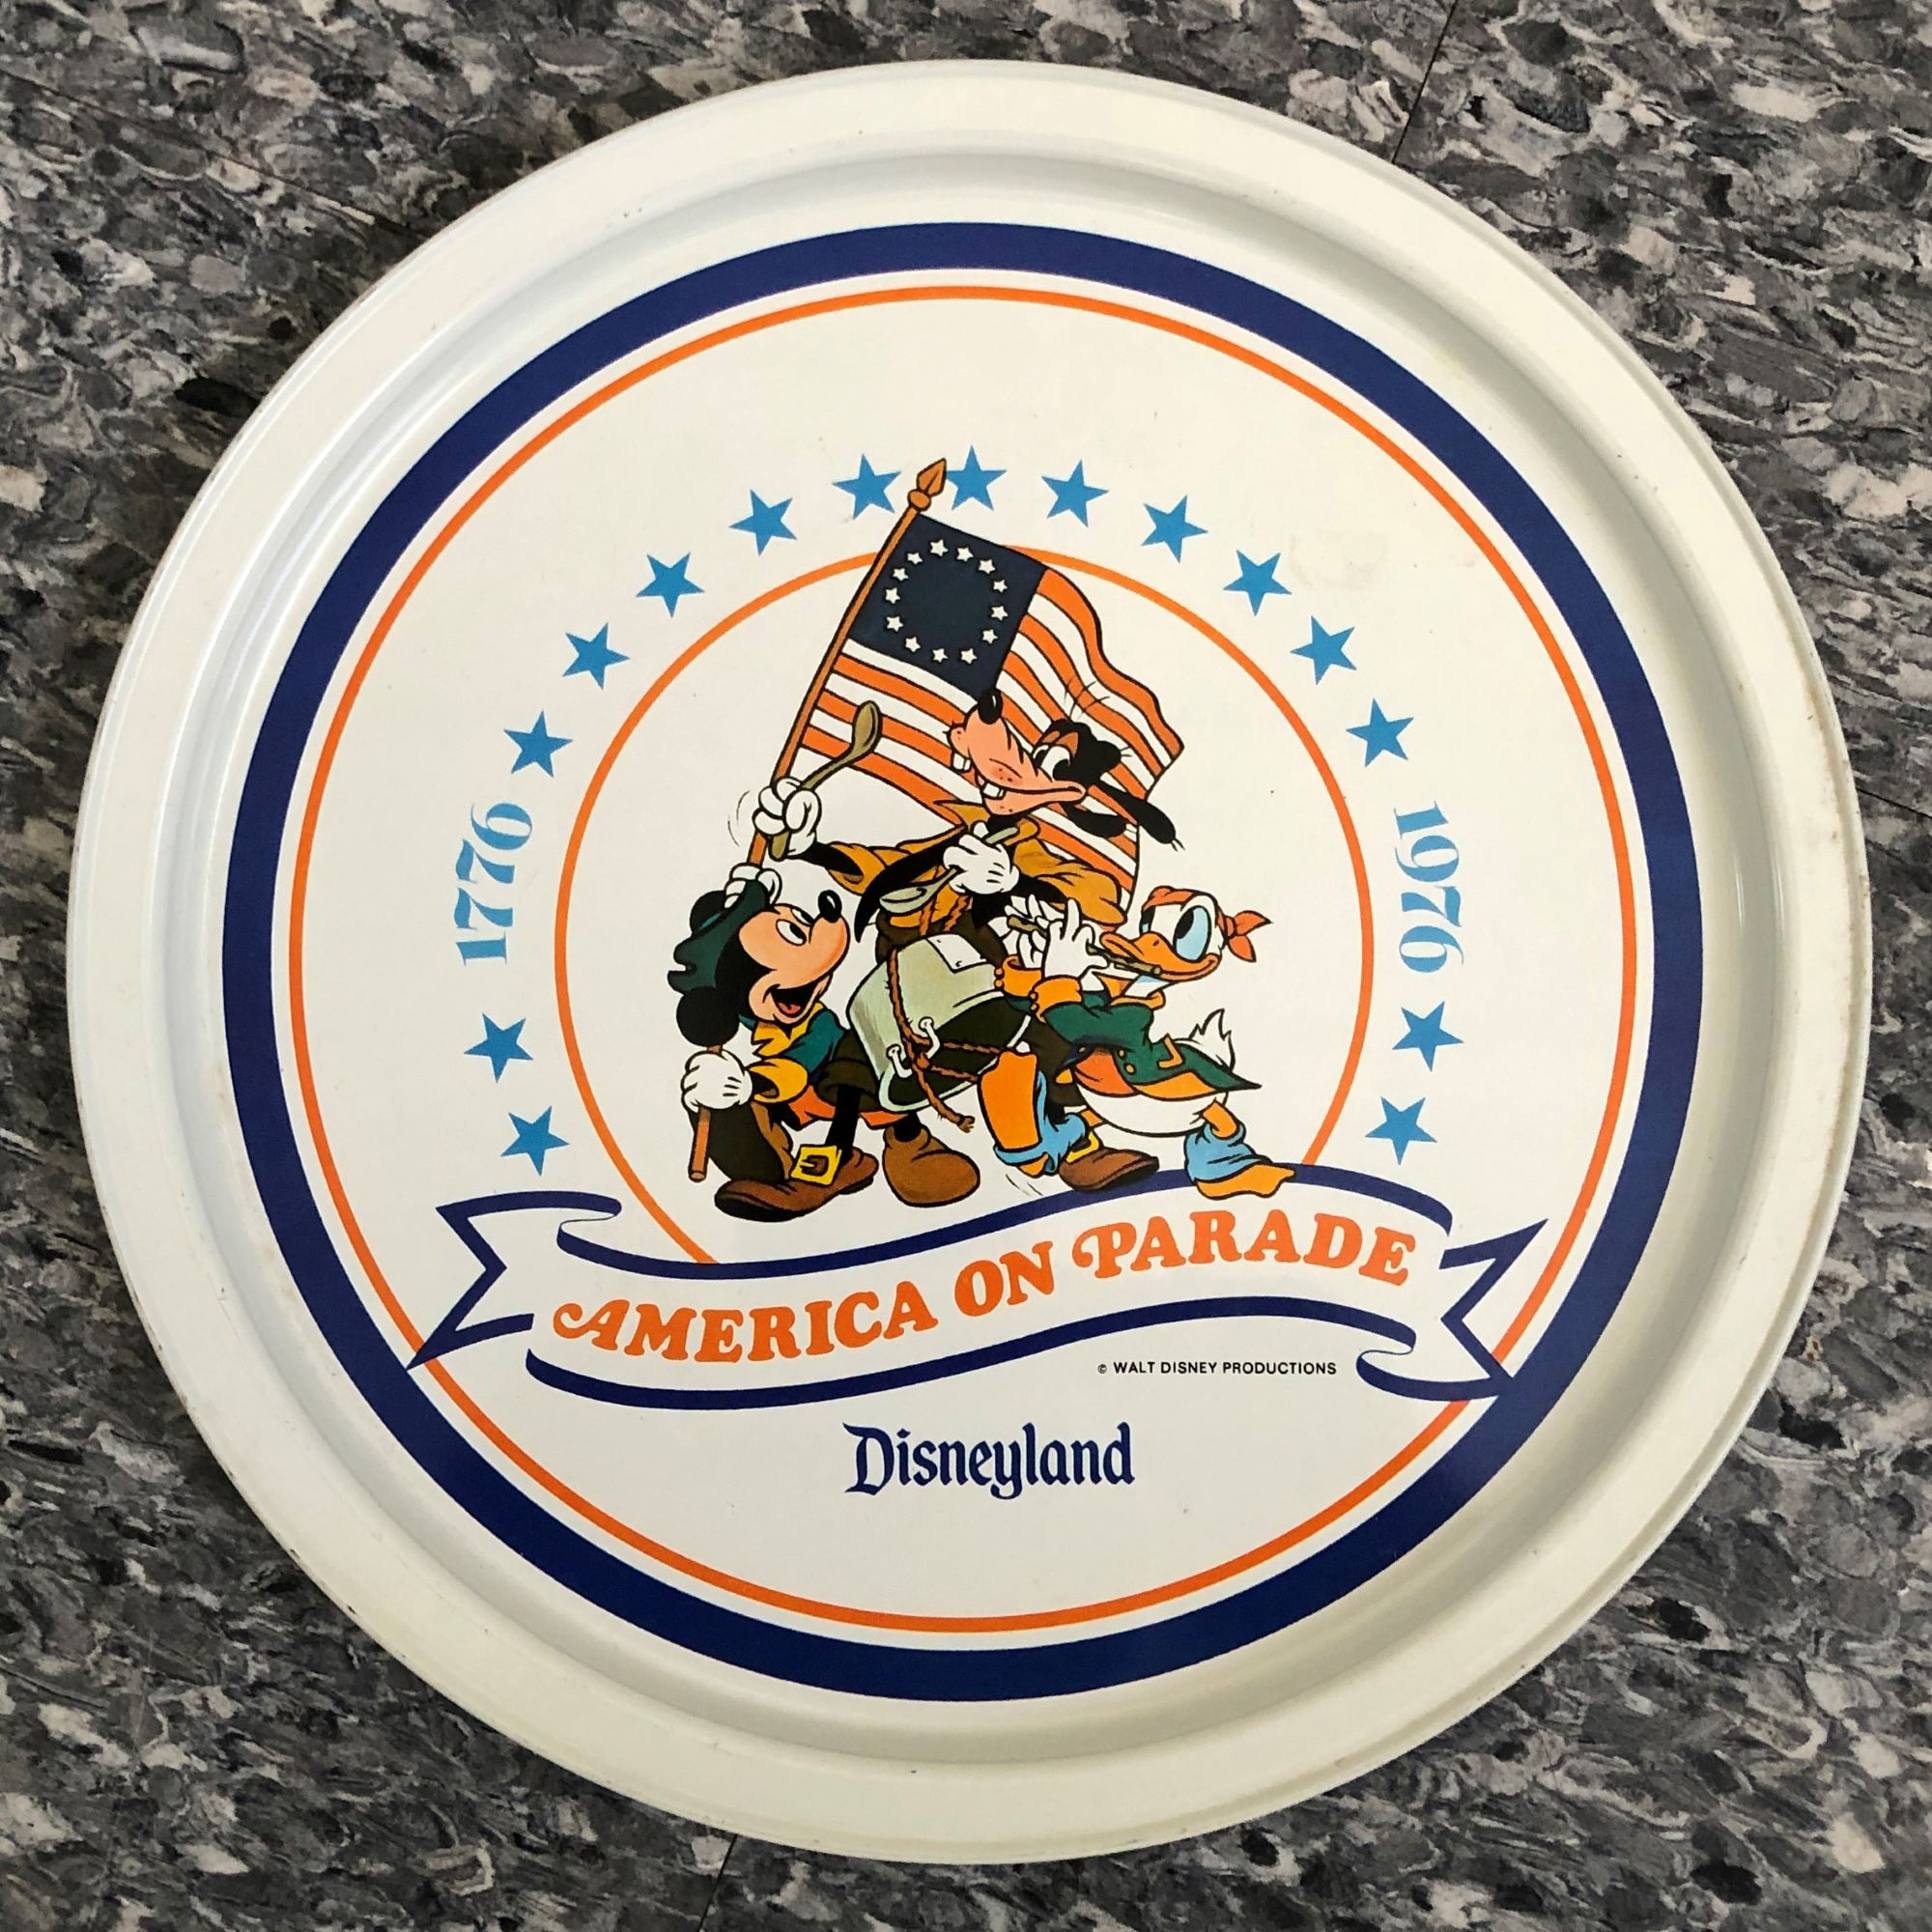 1776
1976
AMERICA ON PARADE
© WALT DISNEY PRODUCTIONS
Disneyland